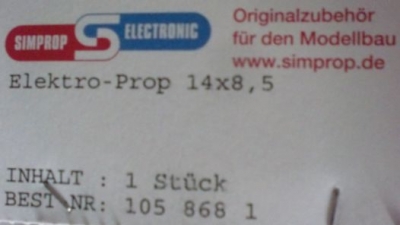 SIMPROP ELECTRONIC
Originalzubehör
für den Modellbau
www.simprop.de
Elektro-Prop 14x8,5
INHALT : 1 Stück
BEST NR: 105 868 1